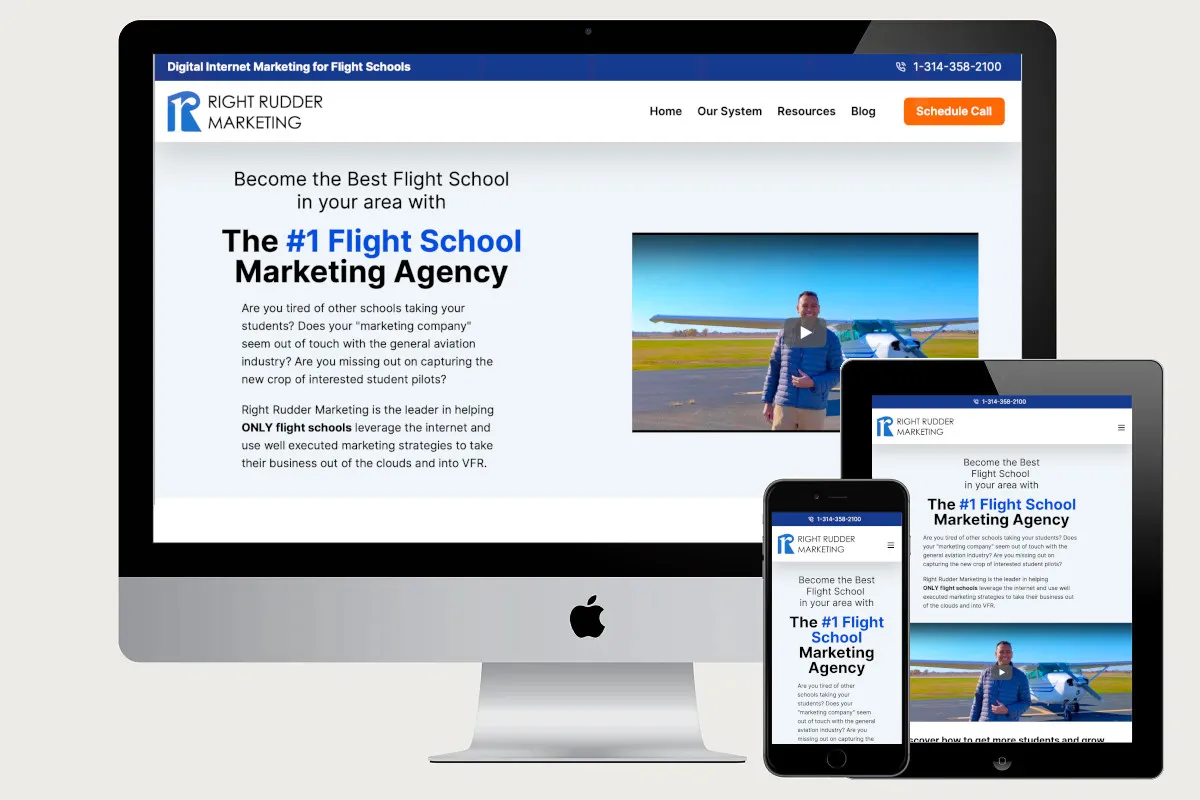 Digital Internet Marketing for Flight Schools
1-314-358-2100
RIGHT RUDDER
MARKETING
Home
Our System
Resources
Blog
Schedule Call
Become the Best Flight School
in your area with
The #1 Flight School
Marketing Agency
Are you tired of other schools taking your
students? Does your "marketing company"
seem out of touch with the general aviation
industry? Are you missing out on capturing the
new crop of interested student pilots?
Right Rudder Marketing is the leader in helping
ONLY flight schools leverage the internet and
use well executed marketing strategies to take
their business out of the clouds and into VFR.
1-314-358-2100
RIGHT RUDDER
MARKETING
Become the Best
Flight School
in your area with
The #1 Flight School
Marketing Agency
Are you tired of other schools taking your students? Does
your "marketing company" seem out of touch with the
general aviation industry? Are you missing out on
capturing the new crop of interested student pilots?
Right Rudder Marketing is the leader in helping
ONLY flight schools leverage the internet and use well
executed marketing strategies to take their business out
of the clouds and into VFR.
how to get more students and grow
1-314-358-2100
RIGHT RUDDER
MARKETING
Become the Best
Flight School
in your area with
The #1 Flight
School
Marketing
Agency
Are you tired of other
schools taking your
students? Does your
"marketing company" seem
out of touch with the general
aviation industry? Are you
missing out on capturing the